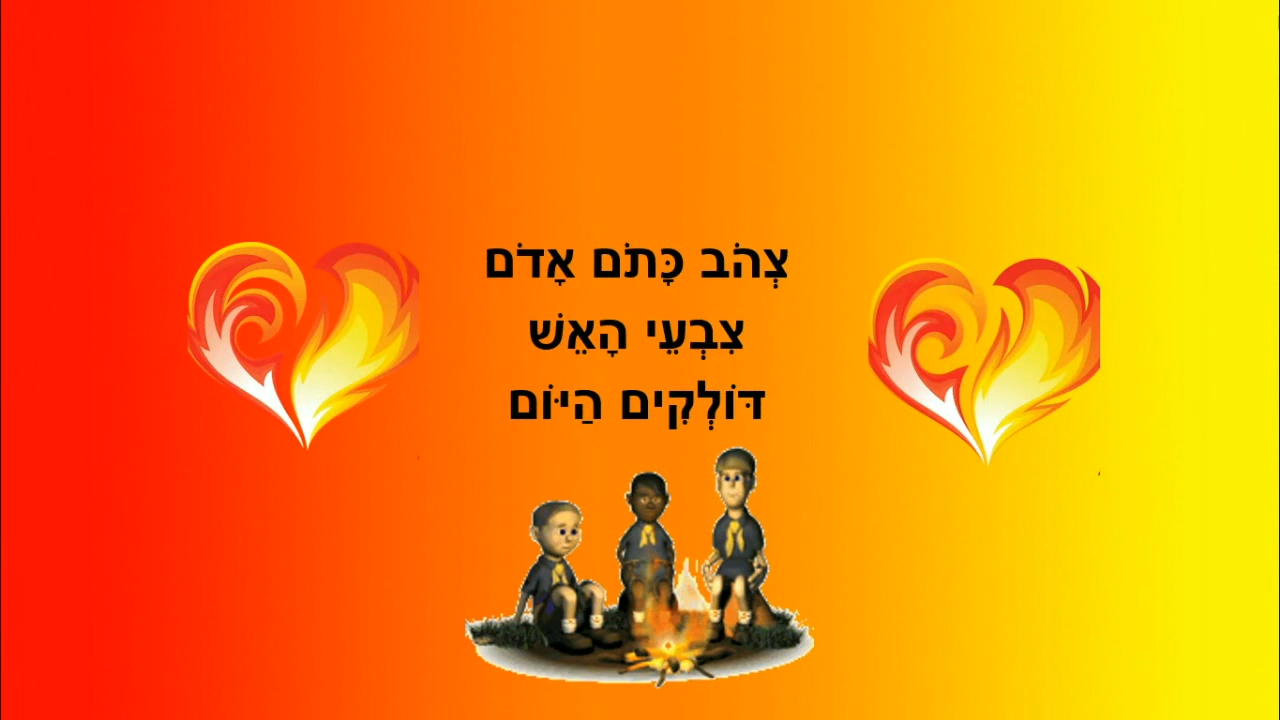 צְהֹב כָּתֹם אָדֹם
צִבְעֵי הָאֵשׁ
דּוֹלְקִים הַיּוֹם